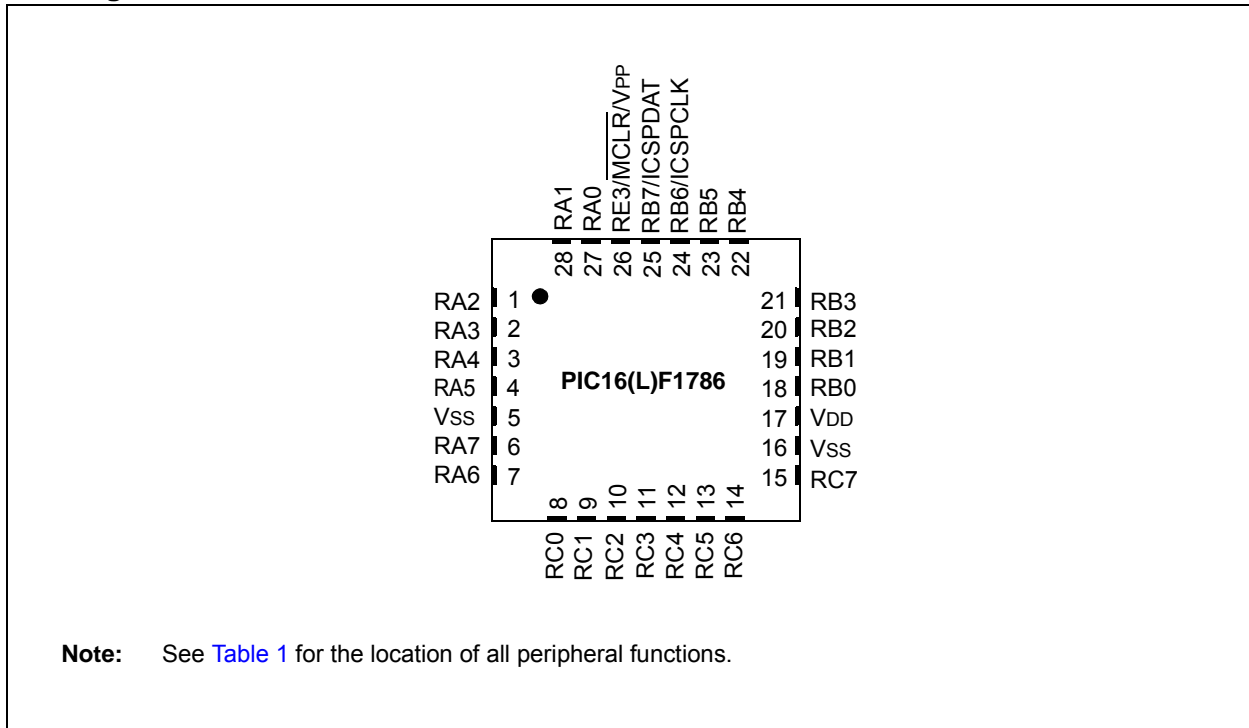 RE3/MCLR/VPP
RB7/ICSPDAT
RB6/ICSPCLK
RA1
RA0
RB5
RB4
28
27
26
25
24
23
22
RA2 1
RA3 2
RA4 3
RA5 4
VSS 5
RA7 6
RA6 7
PIC16(L)F1786
21 RB3
20 RB2
19 RB1
18 RB0
17 VDD
16 VSS
15 RC7
8
9
10
11
12
13
14
RC0
RC1
RC2
RC3
RC4
RC5
RC6
Note: See Table 1 for the location of all peripheral functions.